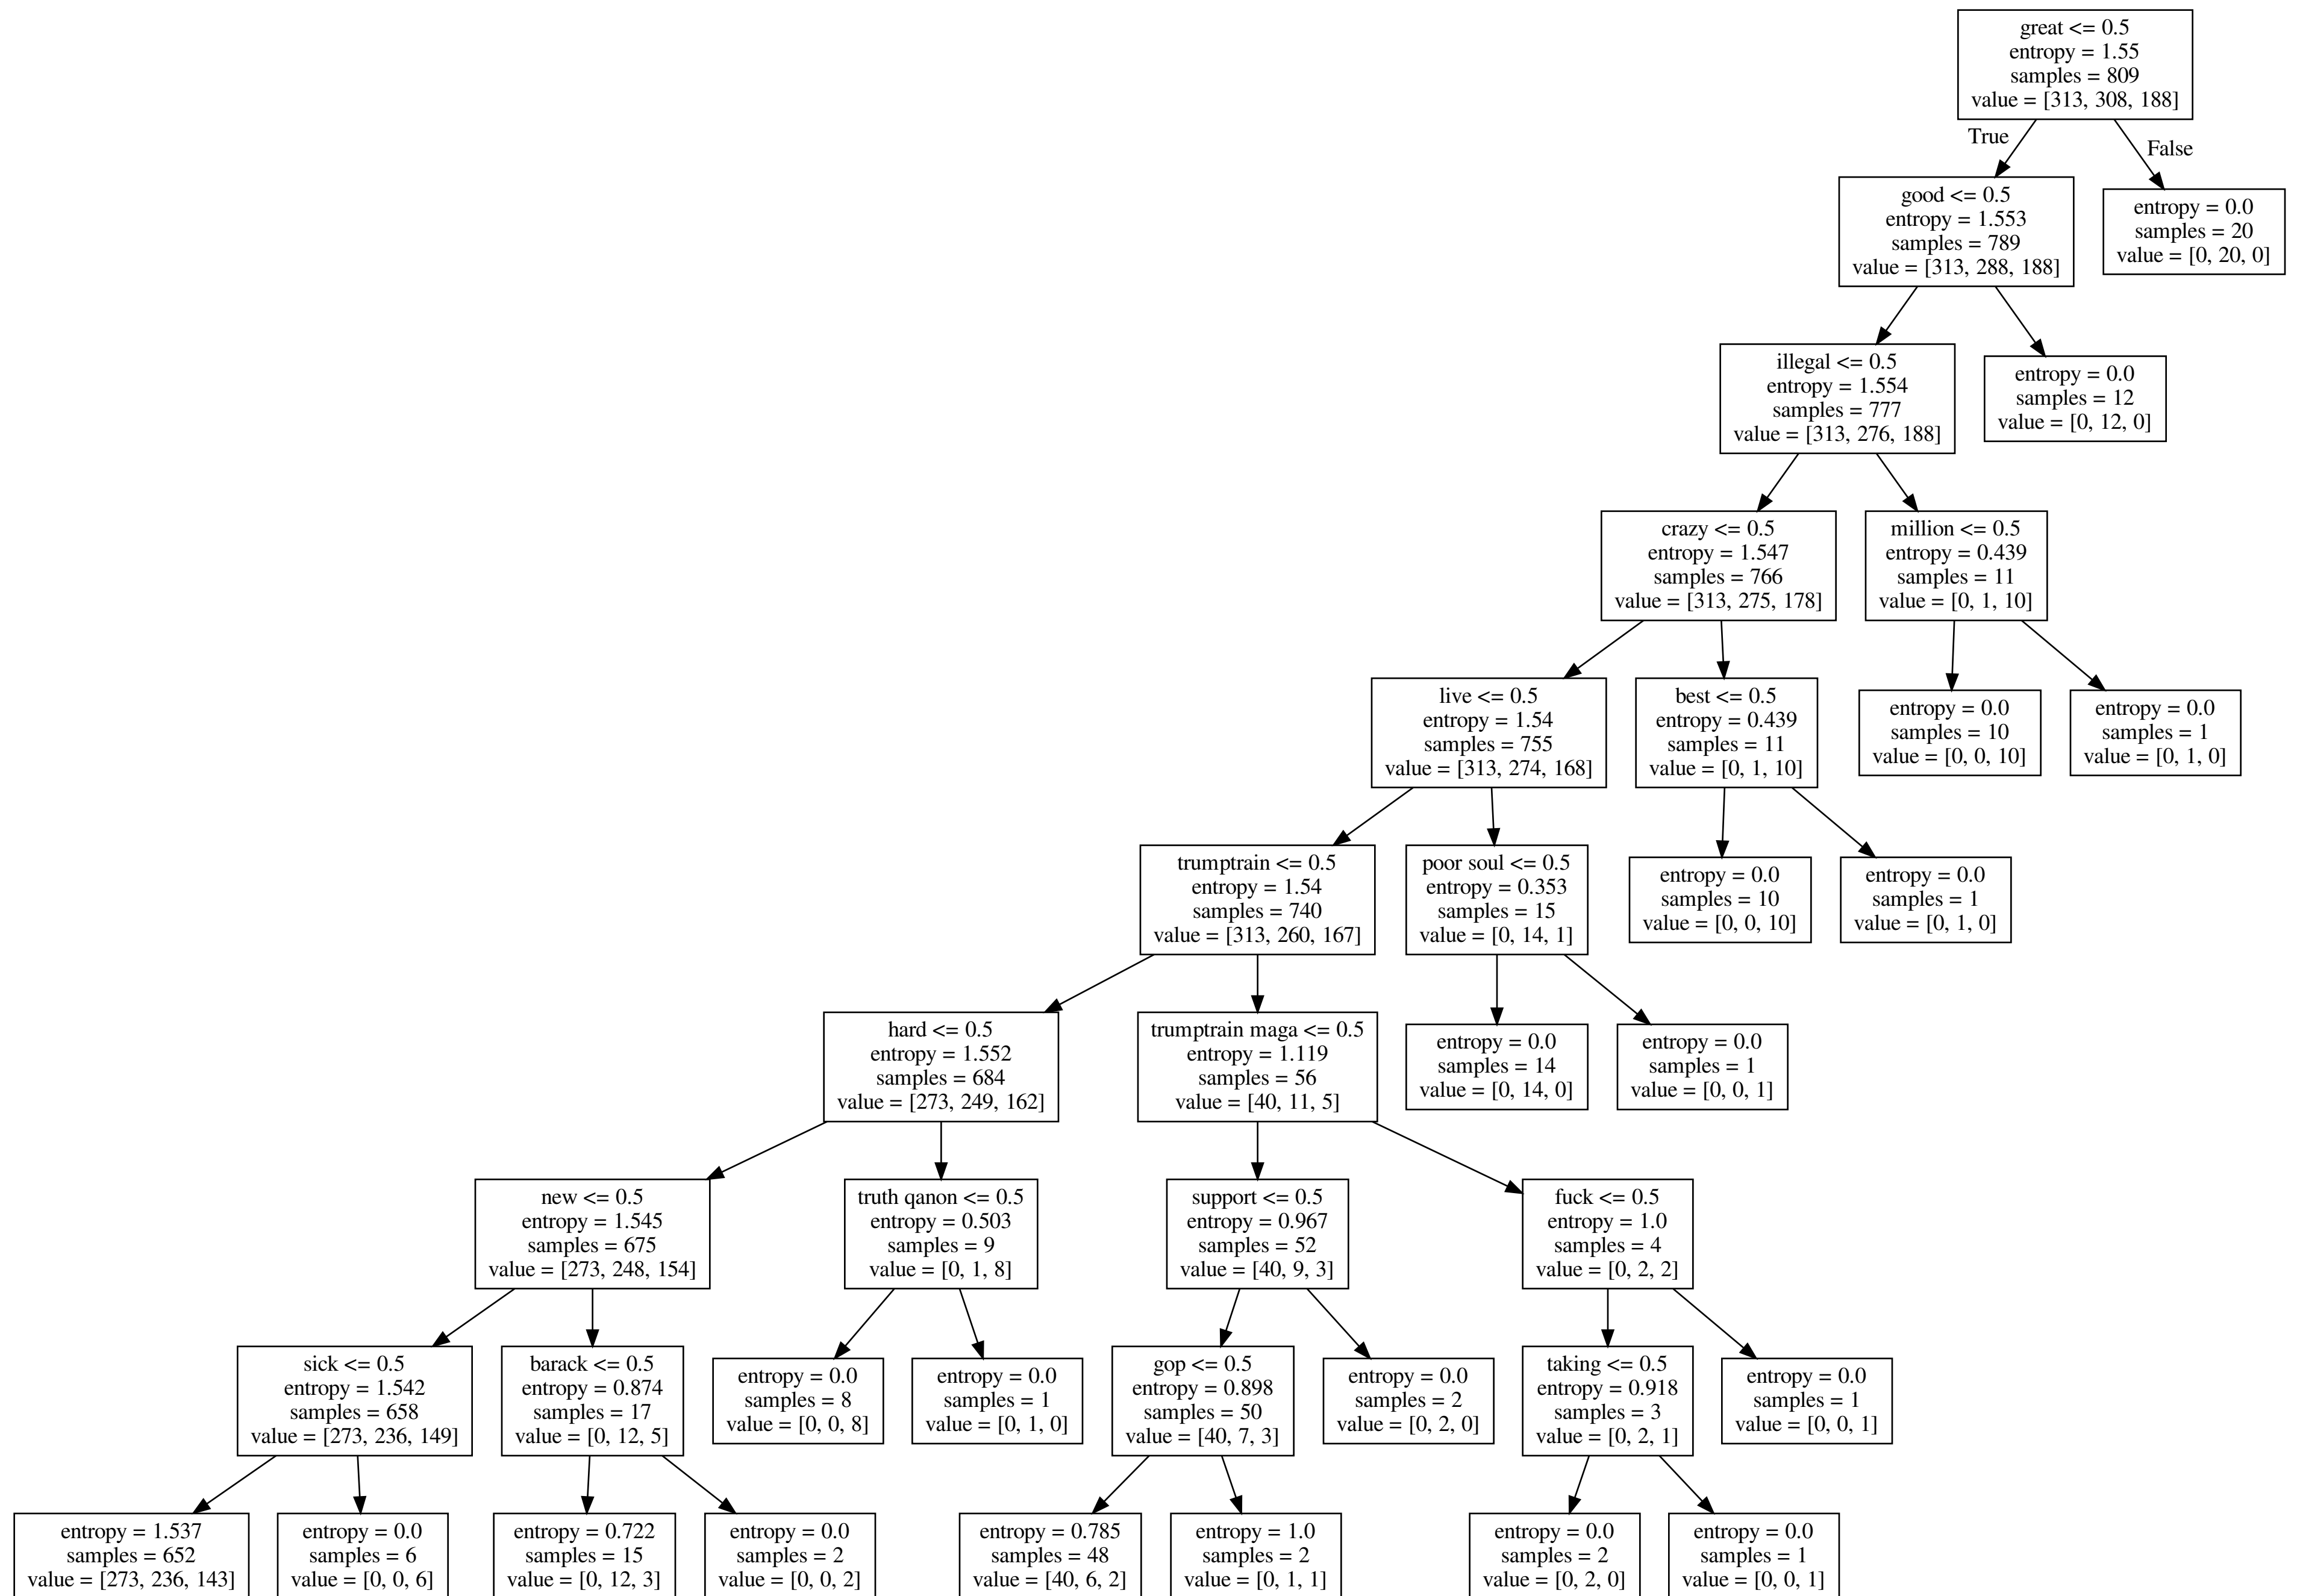 great <= 0.5
entropy = 1.55
samples = 809
value = [313, 308, 188]
True
False
good <= 0.5
entropy = 1.553
samples = 789
value = [313, 288, 188]
entropy = 0.0
samples = 20
value = [0, 20, 0]
illegal <= 0.5
entropy = 1.554
samples = 777
value = [313, 276, 188]
entropy = 0.0
samples = 12
value = [0, 12, 0]
crazy <= 0.5
entropy = 1.547
samples = 766
value = [313, 275, 178]
million <= 0.5
entropy = 0.439
samples = 11
value = [0, 1, 10]
live <= 0.5
entropy = 1.54
samples = 755
value = [313, 274, 168]
best <= 0.5
entropy = 0.439
samples = 11
value = [0, 1, 10]
entropy = 0.0
samples = 10
value = [0, 0, 10]
entropy = 0.0
samples = 1
value = [0, 1, 0]
trumptrain <= 0.5
entropy = 1.54
samples = 740
value = [313, 260, 167]
poor soul <= 0.5
entropy = 0.353
samples = 15
value = [0, 14, 1]
entropy = 0.0
samples = 10
value = [0, 0, 10]
entropy = 0.0
samples = 1
value = [0, 1, 0]
hard <= 0.5
entropy = 1.552
samples = 684
value = [273, 249, 162]
trumptrain maga <= 0.5
entropy = 1.119
samples = 56
value = [40, 11, 5]
entropy = 0.0
samples = 14
value = [0, 14, 0]
entropy = 0.0
samples = 1
value = [0, 0, 1]
new <= 0.5
entropy = 1.545
samples = 675
value = [273, 248, 154]
truth qanon <= 0.5
entropy = 0.503
samples = 9
value = [0, 1, 8]
support <= 0.5
entropy = 0.967
samples = 52
value = [40, 9, 3]
fuck <= 0.5
entropy = 1.0
samples = 4
value = [0, 2, 2]
sick <= 0.5
entropy = 1.542
samples = 658
value = [273, 236, 149]
barack <= 0.5
entropy = 0.874
samples = 17
value = [0, 12, 5]
entropy = 0.0
samples = 8
value = [0, 0, 8]
entropy = 0.0
samples = 1
value = [0, 1, 0]
gop <= 0.5
entropy = 0.898
samples = 50
value = [40, 7, 3]
entropy = 0.0
samples = 2
value = [0, 2, 0]
taking <= 0.5
entropy = 0.918
samples = 3
value = [0, 2, 1]
entropy = 0.0
samples = 1
value = [0, 0, 1]
entropy = 1.537
samples = 652
value = [273, 236, 143]
entropy = 0.0
samples = 6
value = [0, 0, 6]
entropy = 0.722
samples = 15
value = [0, 12, 3]
entropy = 0.0
samples = 2
value = [0, 0, 2]
entropy = 0.785
samples = 48
value = [40, 6, 2]
entropy = 1.0
samples = 2
value = [0, 1, 1]
entropy = 0.0
samples = 2
value = [0, 2, 0]
entropy = 0.0
samples = 1
value = [0, 0, 1]